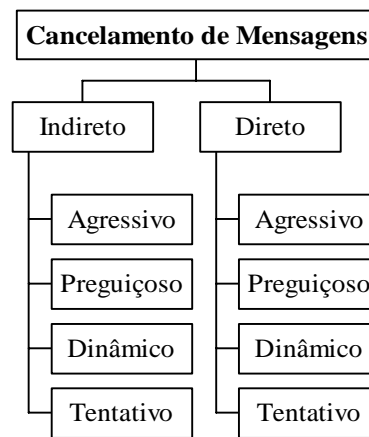 Cancelamento de Mensagens
Indireto
Direto
Agressivo
Agressivo
Preguiçoso
Preguiçoso
Dinâmico
Dinâmico
Tentativo
Tentativo